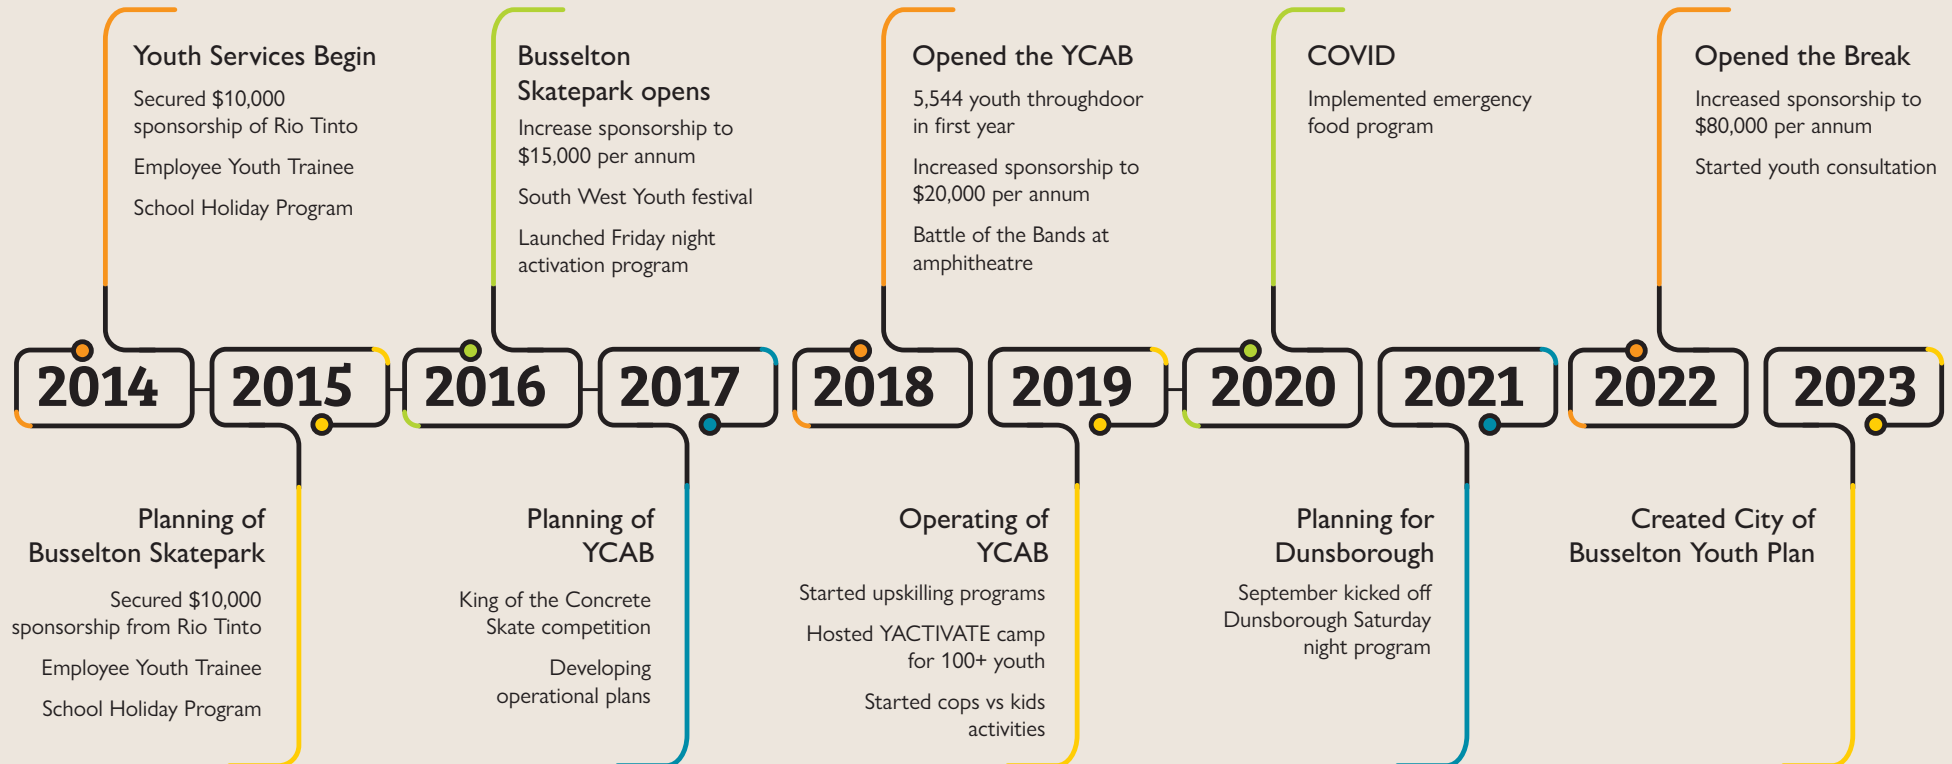 Youth Services Begin
Secured $10,000
sponsorship of Rio Tinto
Employee Youth Trainee
School Holiday Program
Busselton
Skatepark opens
Increase sponsorship to
$15,000 per annum
South West Youth festival
Launched Friday night
activation program
Opened the YCAB
5,544 youth throughdoor
in first year
Increased sponsorship to
$20,000 per annum
Battle of the Bands at
amphitheatre
COVID
Implemented emergency
food program
Opened the Break
Increased sponsorship to
$80,000 per annum
Started youth consultation
2014
2015
2016
2017
2018
2019
2020
2021
2022
2023
Planning of
Busselton Skatepark
Secured $10,000
sponsorship from Rio Tinto
Employee Youth Trainee
School Holiday Program
Planning of
YCAB
King of the Concrete
Skate competition
Developing
operational plans
Operating of
YCAB
Started upskilling programs
Hosted YACTIVATE camp
for 100+ youth
Started cops vs kids
activities
Planning for
Dunsborough
September kicked off
Dunsborough Saturday
night program
Created City of
Busselton Youth Plan